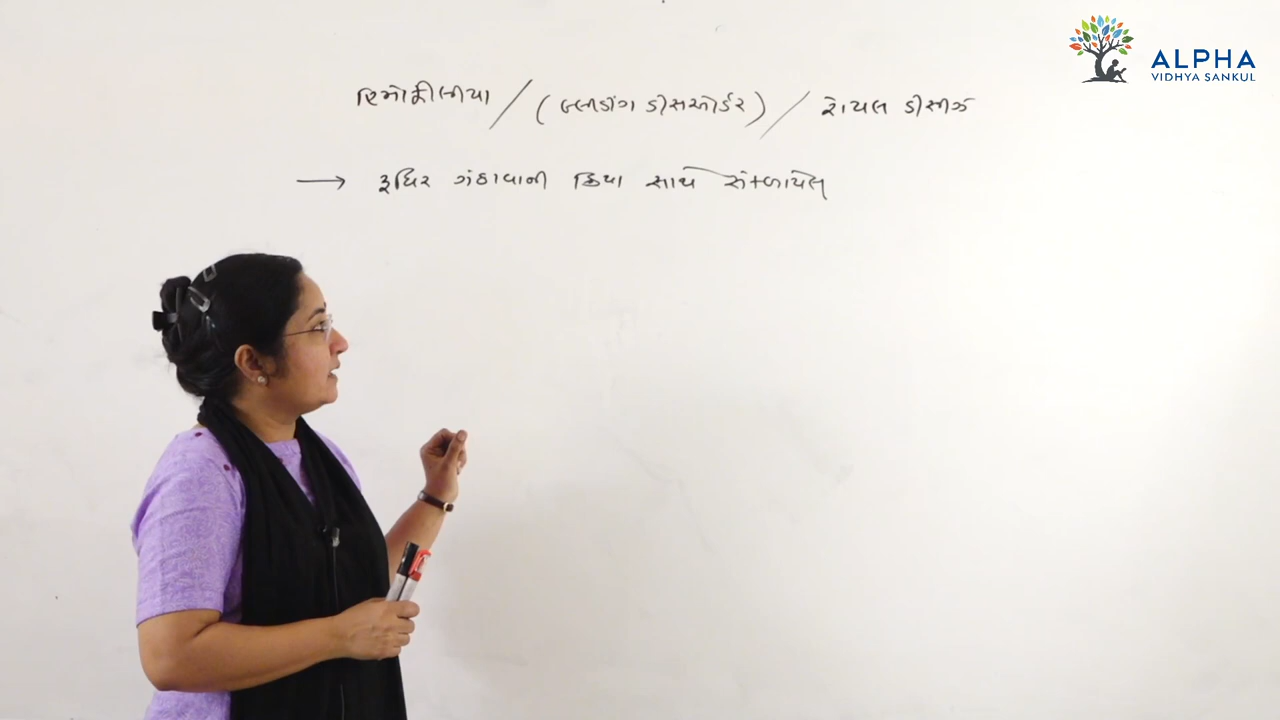 ALPHA
VIDHYA SANKUL
હિમોફીલીયા / (બ્લીડીંગ ડીસઓર્ડર) / રોયલ ડીસીઝ
→ રૂધિર ગંઠાવાની ક્રિયા સાથે સંકળાયેલ